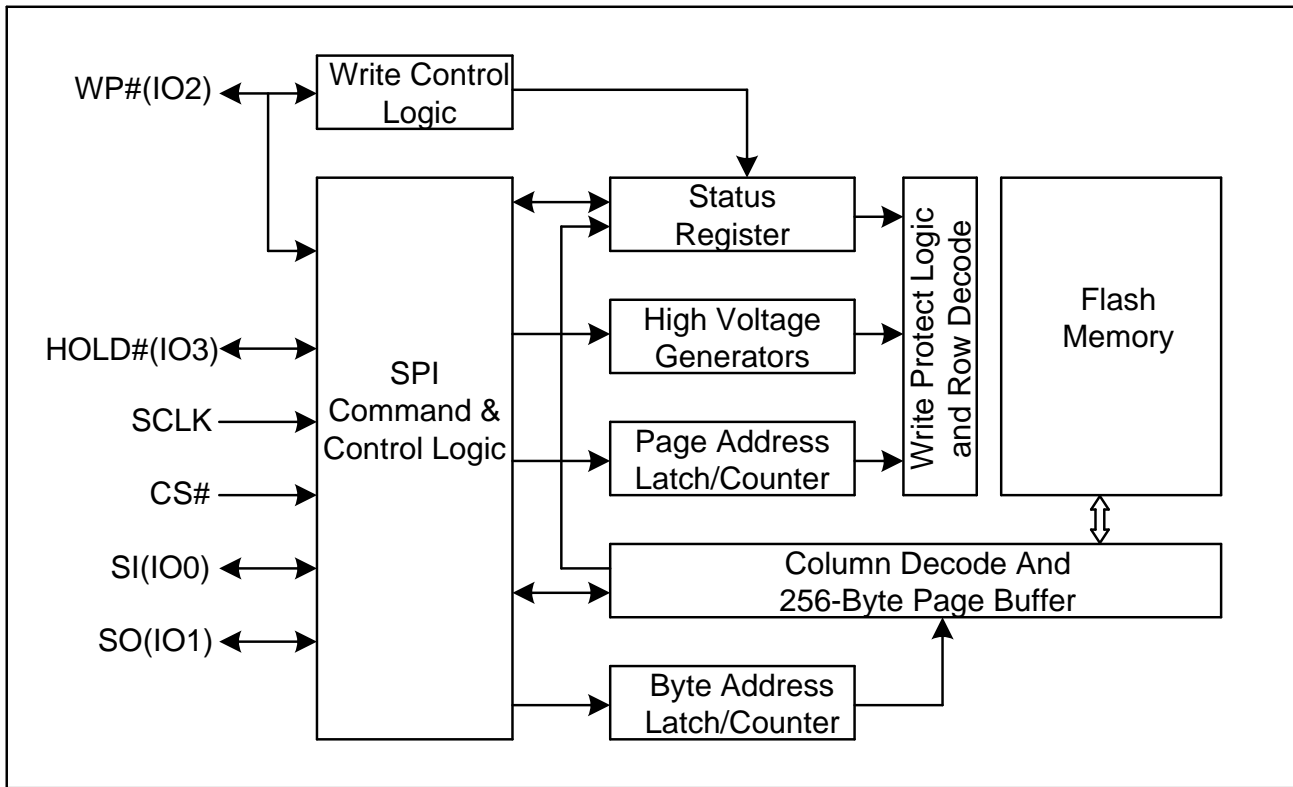 WP#(IO2)
Write Control
Logic
Status
Register
Write Protect Logic
and Row Decode
Flash
Memory
HOLD#(IO3)
SPI
Command &
Control Logic
High Voltage
Generators
SCLK
Page Address
Latch/Counter
CS#
SI(IO0)
Column Decode And
256-Byte Page Buffer
SO(IO1)
Byte Address
Latch/Counter